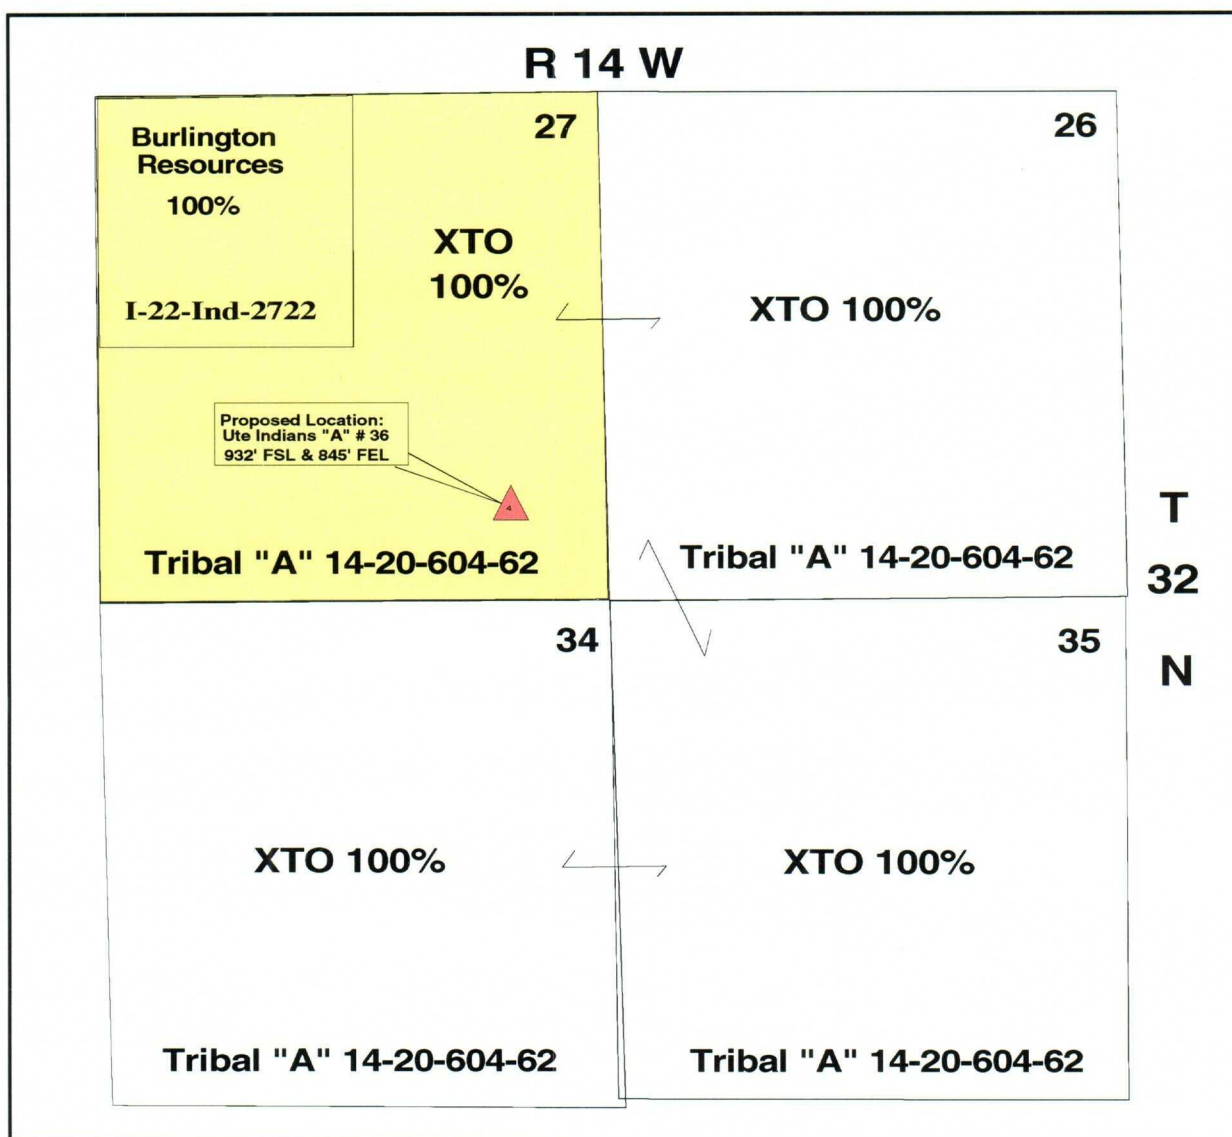 R 14 W
Burlington
Resources
100%
I-22-Ind-2722
27
XTO
100%
26
XTO 100%
Proposed Location:
Ute Indians "A" # 36
932' FSL & 845' FEL
4
Tribal "A" 14-20-604-62
Tribal "A" 14-20-604-62
T
32
N
34
35
XTO 100%
XTO 100%
Tribal "A" 14-20-604-62
Tribal "A" 14-20-604-62